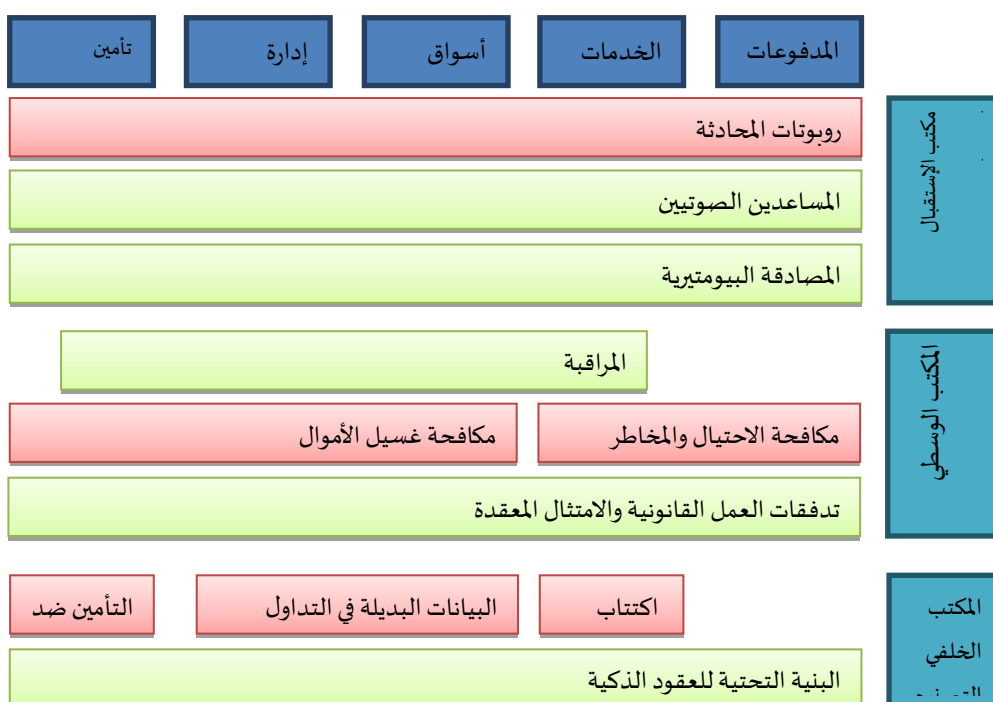 المدفوعات
الخدمات
أسواق
إدارة
تأمين
مكتب الإستقبال
روبوتات المحادثة
المساعدين الصوتيين
المصادقة البيومتيرية
المكتب الوسطي
المراقبة
مكافحة الاحتيال والمخاطر
مكافحة غسيل الأموال
تدفقات العمل القانونية والامتثال المعقدة
المكتب
الخلفي
اكتتاب
البيانات البديلة في التداول
التأمين ضد
البنية التحتية للعقود الذكية